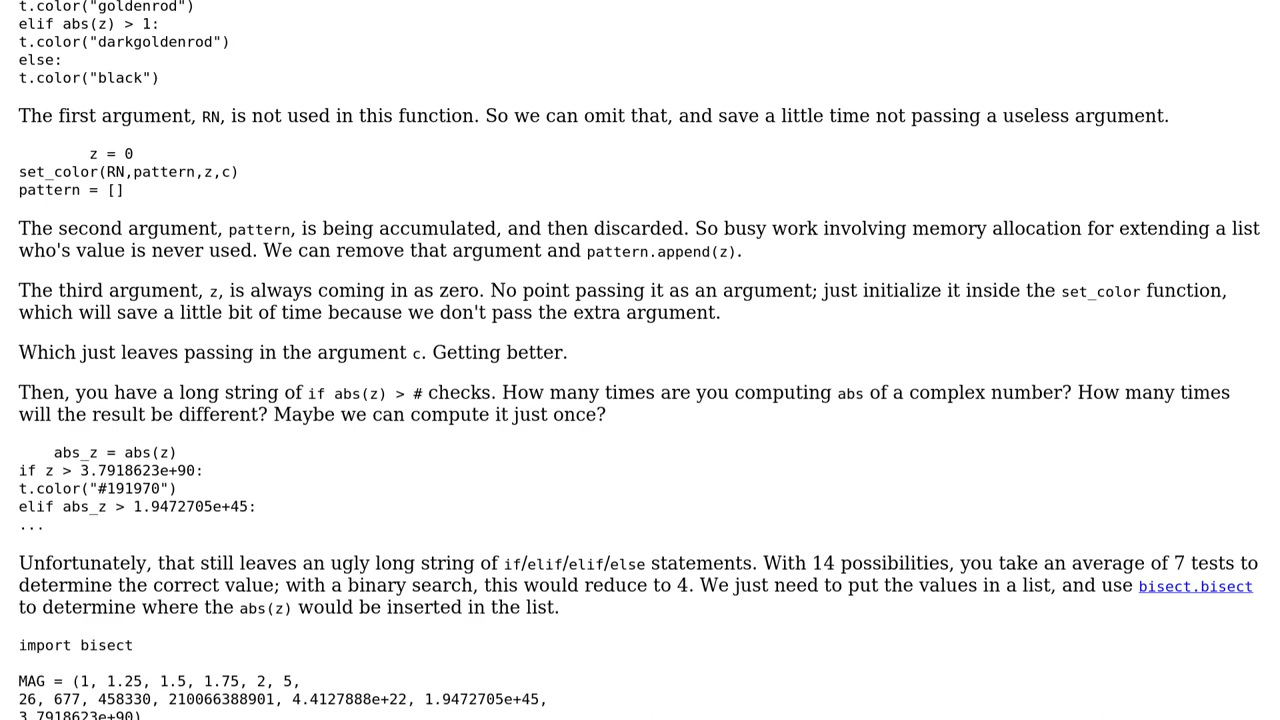 t.color("goldenrod")
elif abs(z) > 1:
t.color("darkgoldenrod")
else:
t.color("black")
The first argument, RN, is not used in this function. So we can omit that, and save a little time not passing a useless argument.
z = 0
set_color(RN,pattern,z,c)
pattern = []
The second argument, pattern, is being accumulated, and then discarded. So busy work involving memory allocation for extending a list
who's value is never used. We can remove that argument and pattern.append(z).
The third argument, z, is always coming in as zero. No point passing it as an argument; just initialize it inside the set_color function,
which will save a little bit of time because we don't pass the extra argument.
Which just leaves passing in the argument c. Getting better.
Then, you have a long string of if abs(z) > # checks. How many times are you computing abs of a complex number? How many times
will the result be different? Maybe we can compute it just once?
abs_z = abs(z)
if z > 3.7918623e+90:
t.color("#191970")
elif abs_z > 1.9472705e+45:
...
Unfortunately, that still leaves an ugly long string of if/elif/elif/else statements. With 14 possibilities, you take an average of 7 tests to
determine the correct value; with a binary search, this would reduce to 4. We just need to put the values in a list, and use bisect.bisect
to determine where the abs(z) would be inserted in the list.
import bisect
MAG = (1, 1.25, 1.5, 1.75, 2, 5,
26, 677, 458330, 210066388901, 4.4127888e+22, 1.9472705e+45,
3.7918623e+90)